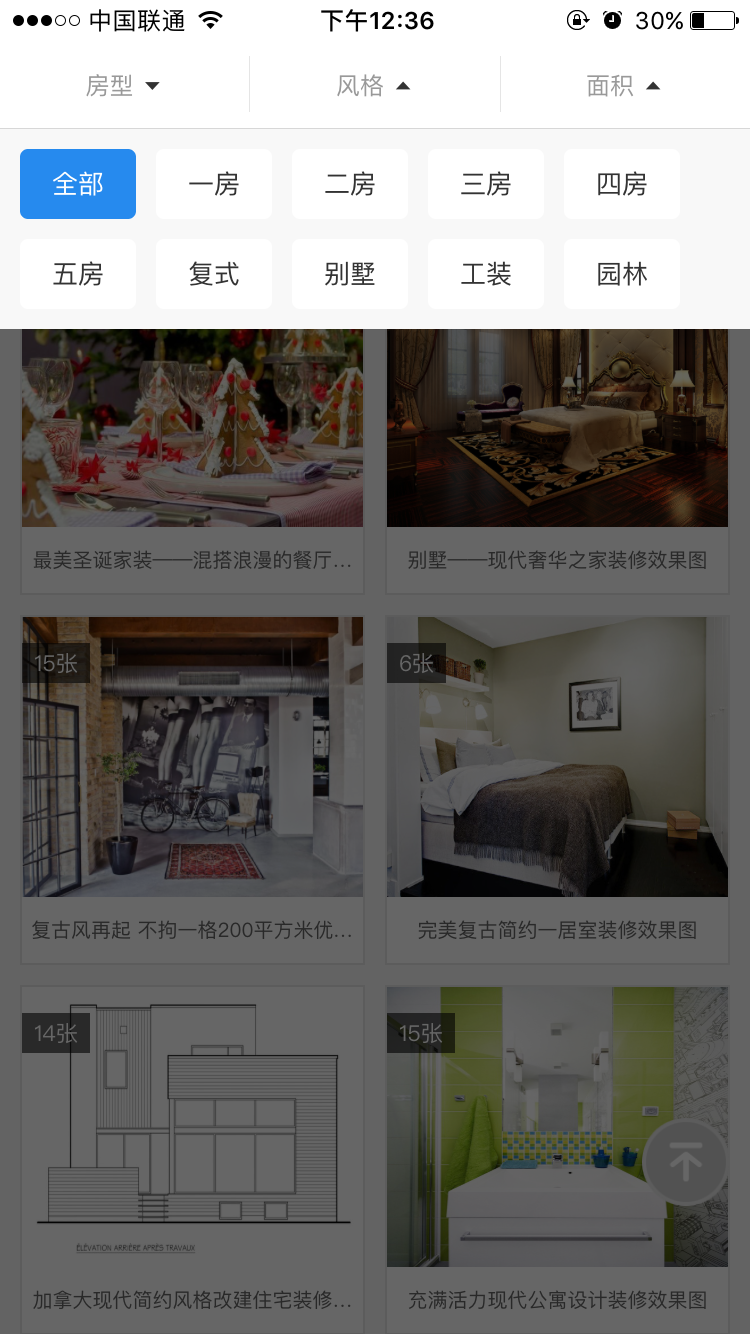 中国联通 下午12:36 30%
房型 风格 面积
全部 一房 二房 三房 四房
五房 复式 别墅 工装 园林
最美圣诞家装——混搭浪漫的餐厅... 别墅——现代奢华之家装修效果图
15张 6张
复古风再起 不拘一格200平方米优... 完美复古简约一居室装修效果图
14张 15张
ÉLÉVATION ARRIÈRE APRÈS TRAVAUX
加拿大现代简约风格改建住宅装修... 充满活力现代公寓设计装修效果图